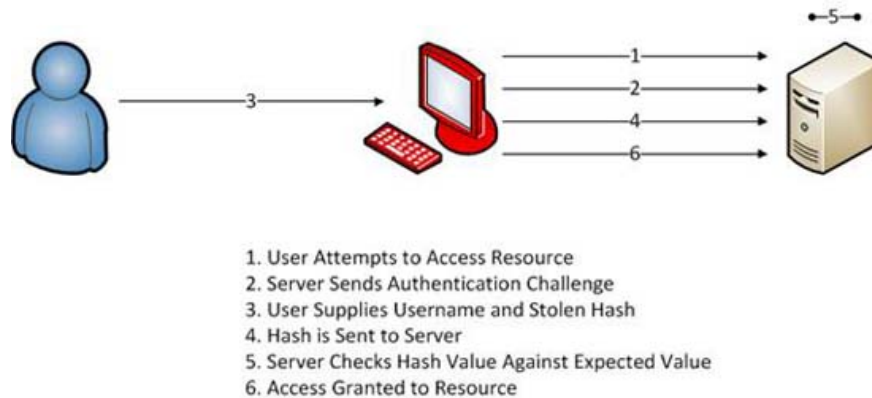 5
1
2
3
4
6
1. User Attempts to Access Resource
2. Server Sends Authentication Challenge
3. User Supplies Username and Stolen Hash
4. Hash is Sent to Server
5. Server Checks Hash Value Against Expected Value
6. Access Granted to Resource